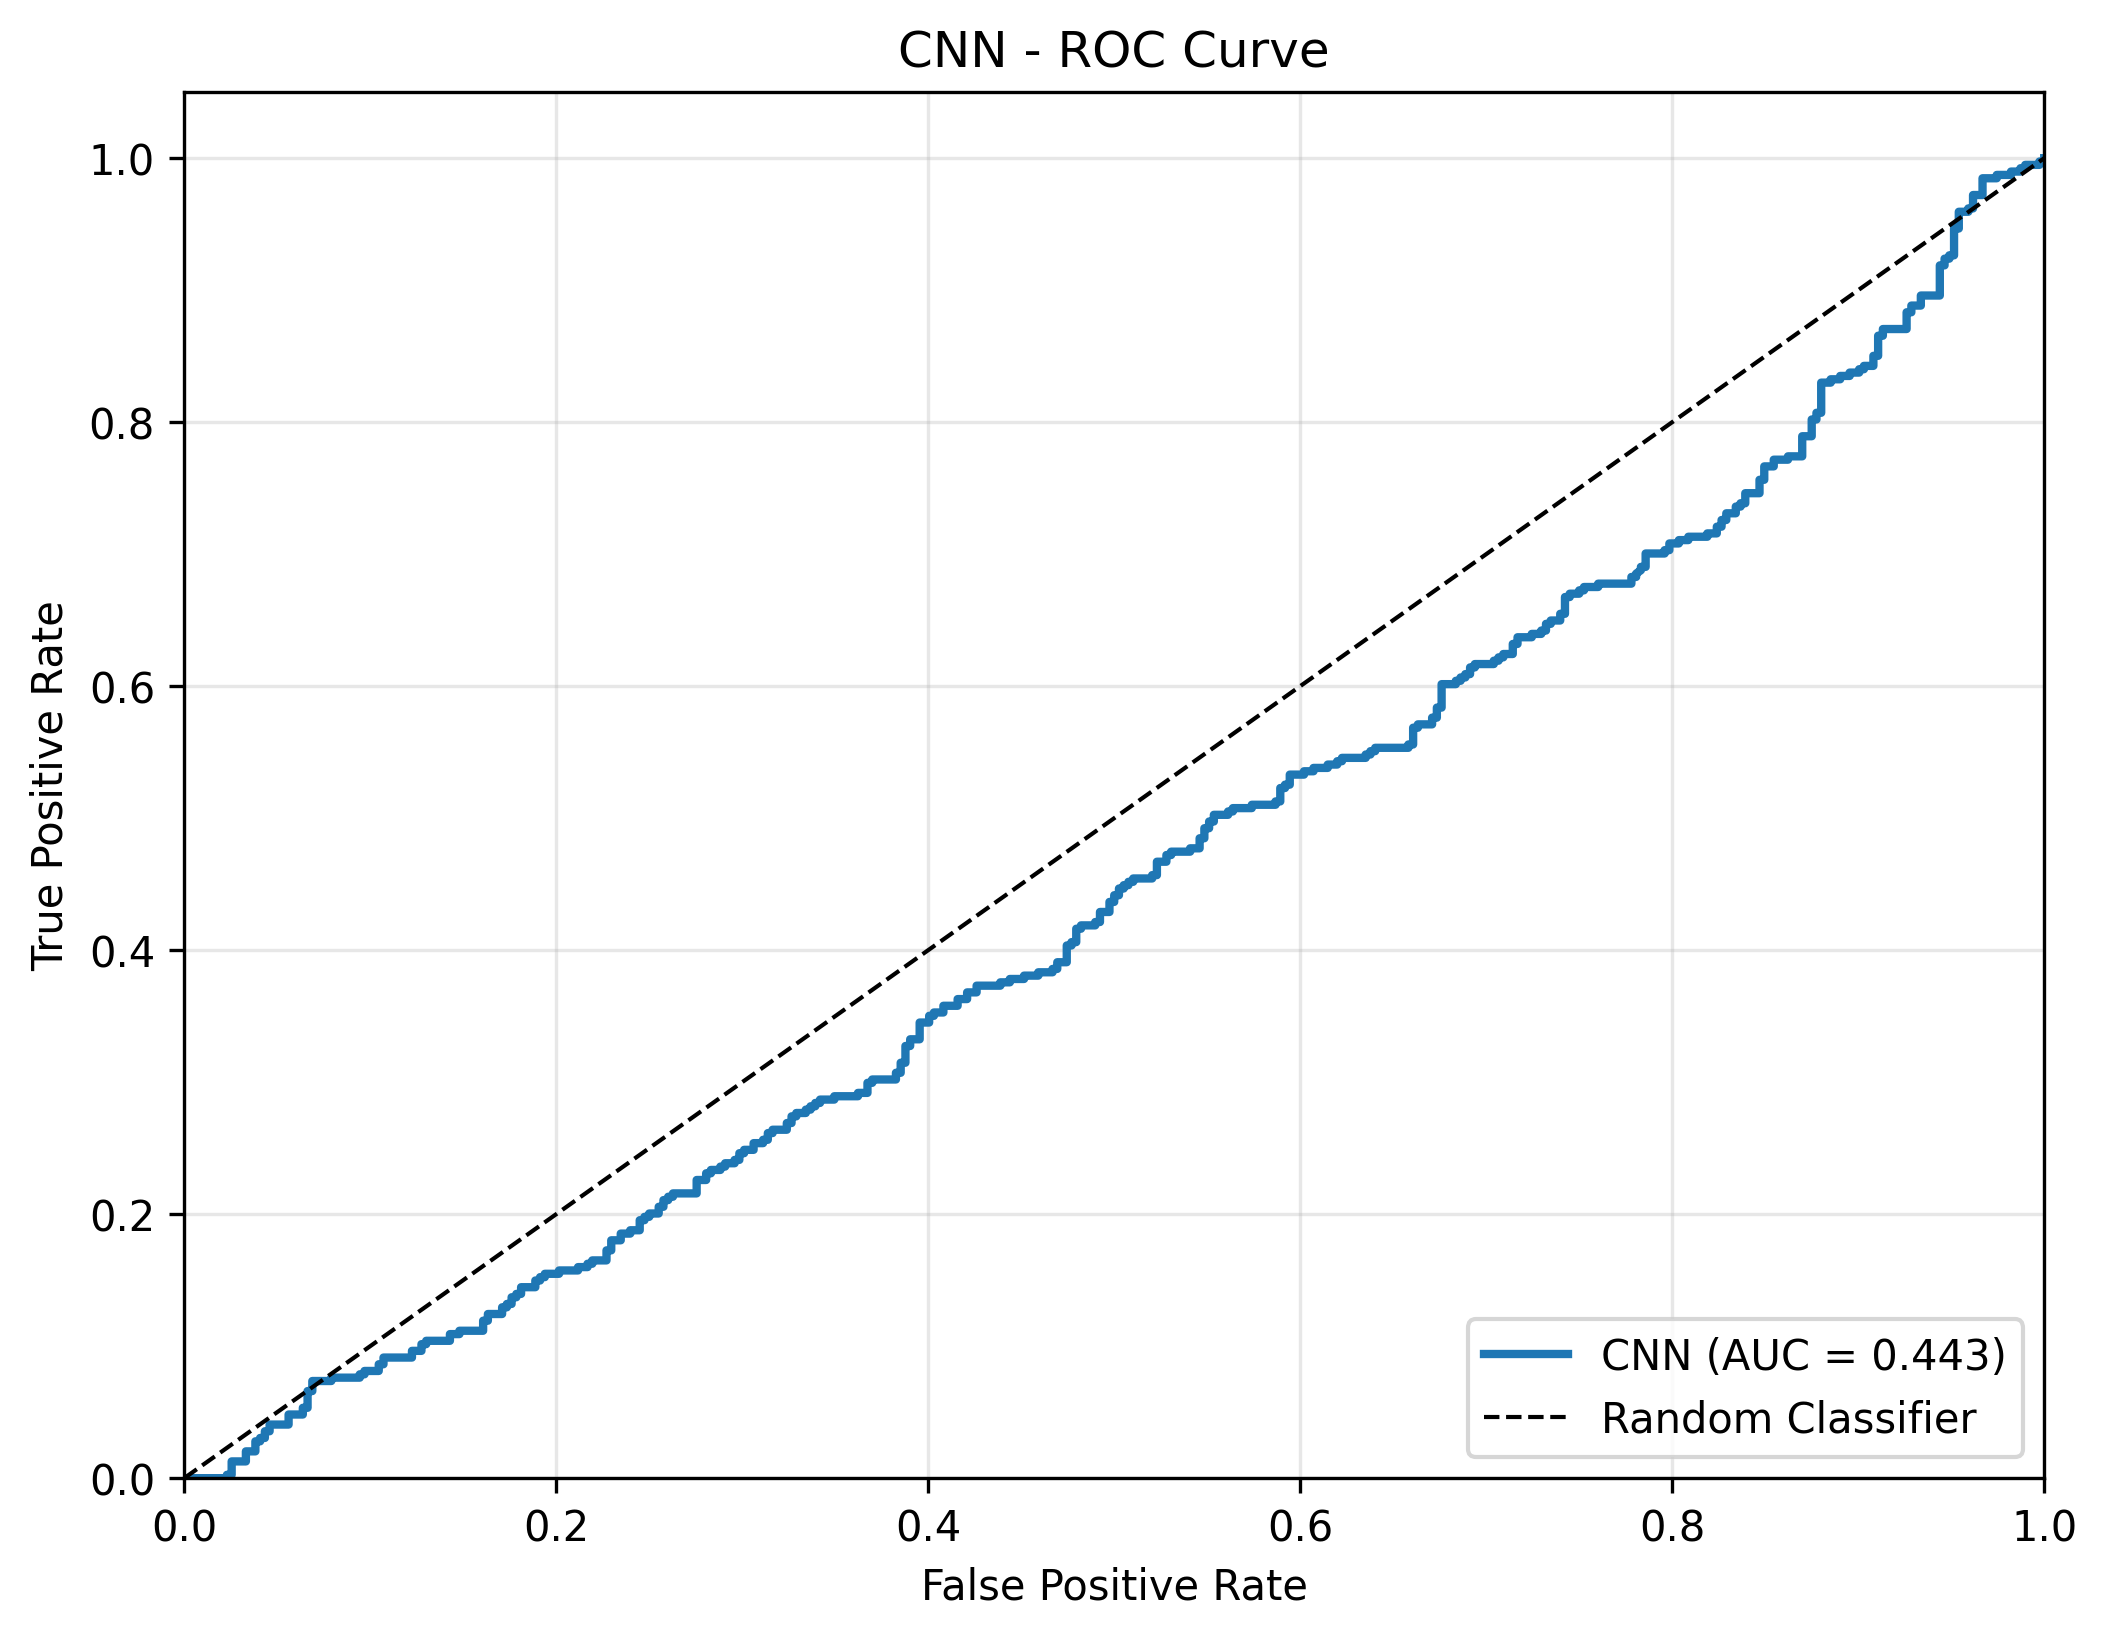 CNN - ROC Curve
True Positive Rate
1.0
0.8
0.6
0.4
0.2
0.0
0.0 0.2 0.4 0.6 0.8 1.0
False Positive Rate
CNN (AUC = 0.443)
Random Classifier